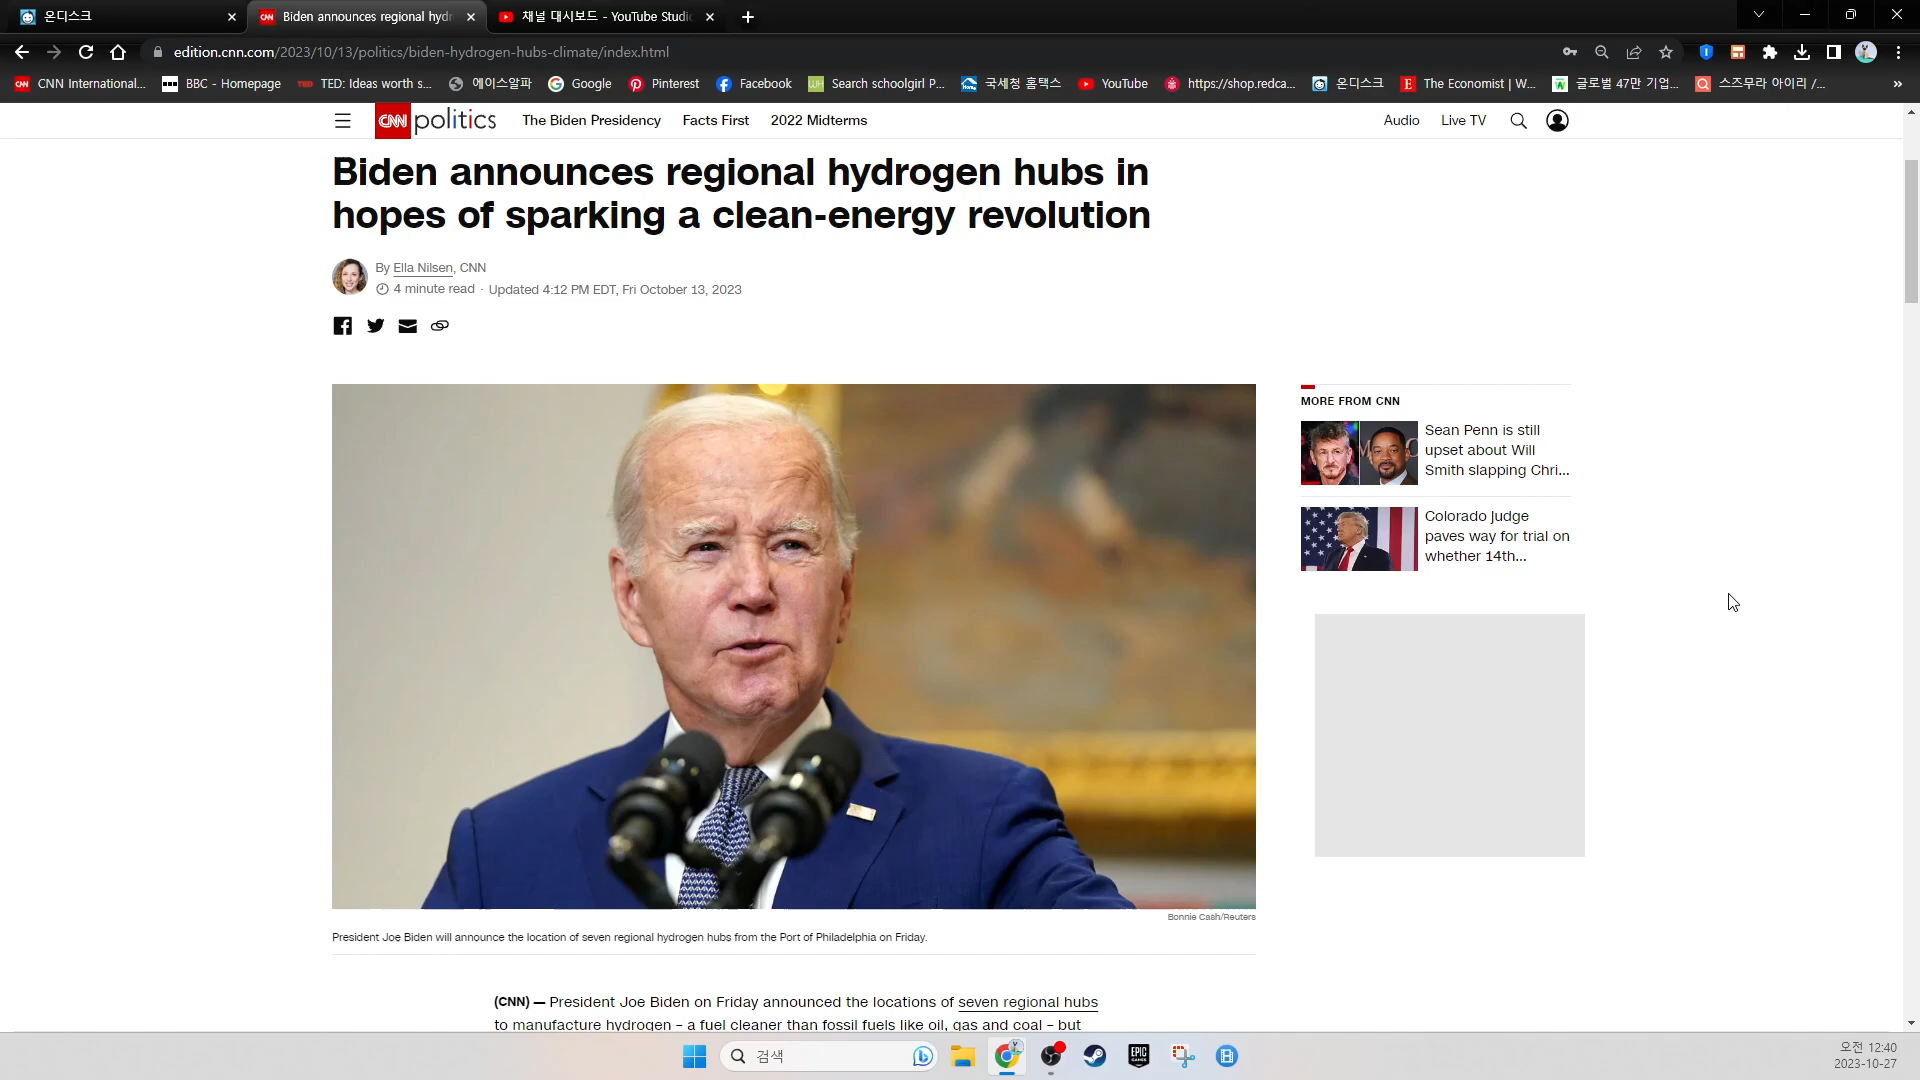 온디스크
Biden announces regional hydr
채널 대시보드 - YouTube Studi
edition.cnn.com/2023/10/13/politics/biden-hydrogen-hubs-climate/index.html
CNN International...
BBC - Homepage
TED: Ideas worth s...
에이스알파
Google
Pinterest
Facebook
Search schoolgirl P...
국세청 홈택스
YouTube
https://shop.redca...
온디스크
The Economist | W...
글로벌 47만 기업...
스즈무라 아이리 /...
»
CNN politics
The Biden Presidency
Facts First
2022 Midterms
Audio
Live TV
Biden announces regional hydrogen hubs in
hopes of sparking a clean-energy revolution
By Ella Nilsen, CNN
4 minute read · Updated 4:12 PM EDT, Fri October 13, 2023
MORE FROM CNN
Sean Penn is still
upset about Will
Smith slapping Chri...
Colorado judge
paves way for trial on
whether 14th...
Bonnie Cash/Reuters
President Joe Biden will announce the location of seven regional hydrogen hubs from the Port of Philadelphia on Friday.
(CNN) — President Joe Biden on Friday announced the locations of seven regional hubs
to manufacture hydrogen – a fuel cleaner than fossil fuels like oil, gas and coal – but
검색
EPIC GAMES
오전 12:40
2023-10-27